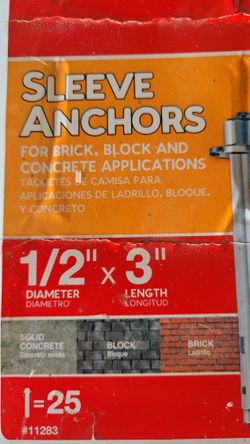 SLEEVE
ANCHORS
FOR BRICK, BLOCK AND
CONCRETE APPLICATIONS
TAQUETES DE CAMISA PARA
APLICACIONES DE LADRILLO, BLOQUE,
Y CONCRETO
1/2" x 3"
DIAMETER LENGTH
DIÁMETRO LONGITUD
SOLID
CONCRETE
Concreto sólido
BLOCK
Bloque
BRICK
Ladrillo
=25
#11283